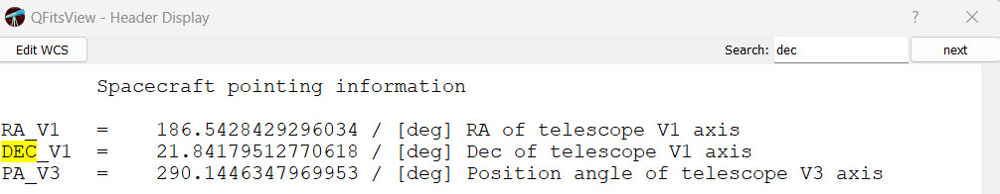 QFitsView - Header Display
Edit WCS Search: dec next
Spacecraft pointing information
RA_V1 = 186.5428429296034 / [deg] RA of telescope V1 axis
DEC_V1 = 21.84179512770618 / [deg] Dec of telescope V1 axis
PA_V3 = 290.1446347969953 / [deg] Position angle of telescope V3 axis